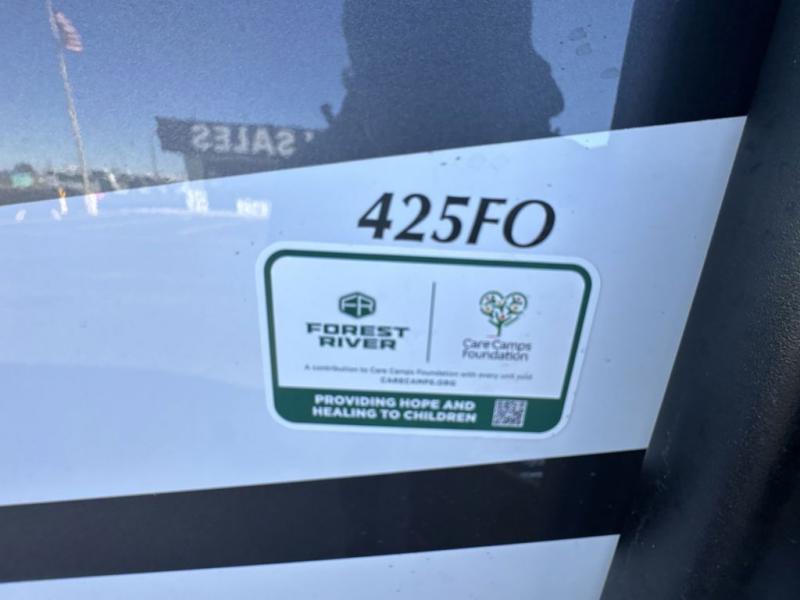 SALES
425FO
FR
FOREST
RIVER
Care Camps
Foundation
A contribution to Care Camps Foundation with every unit sold
CARECAMPS.ORG
PROVIDING HOPE AND
HEALING TO CHILDREN